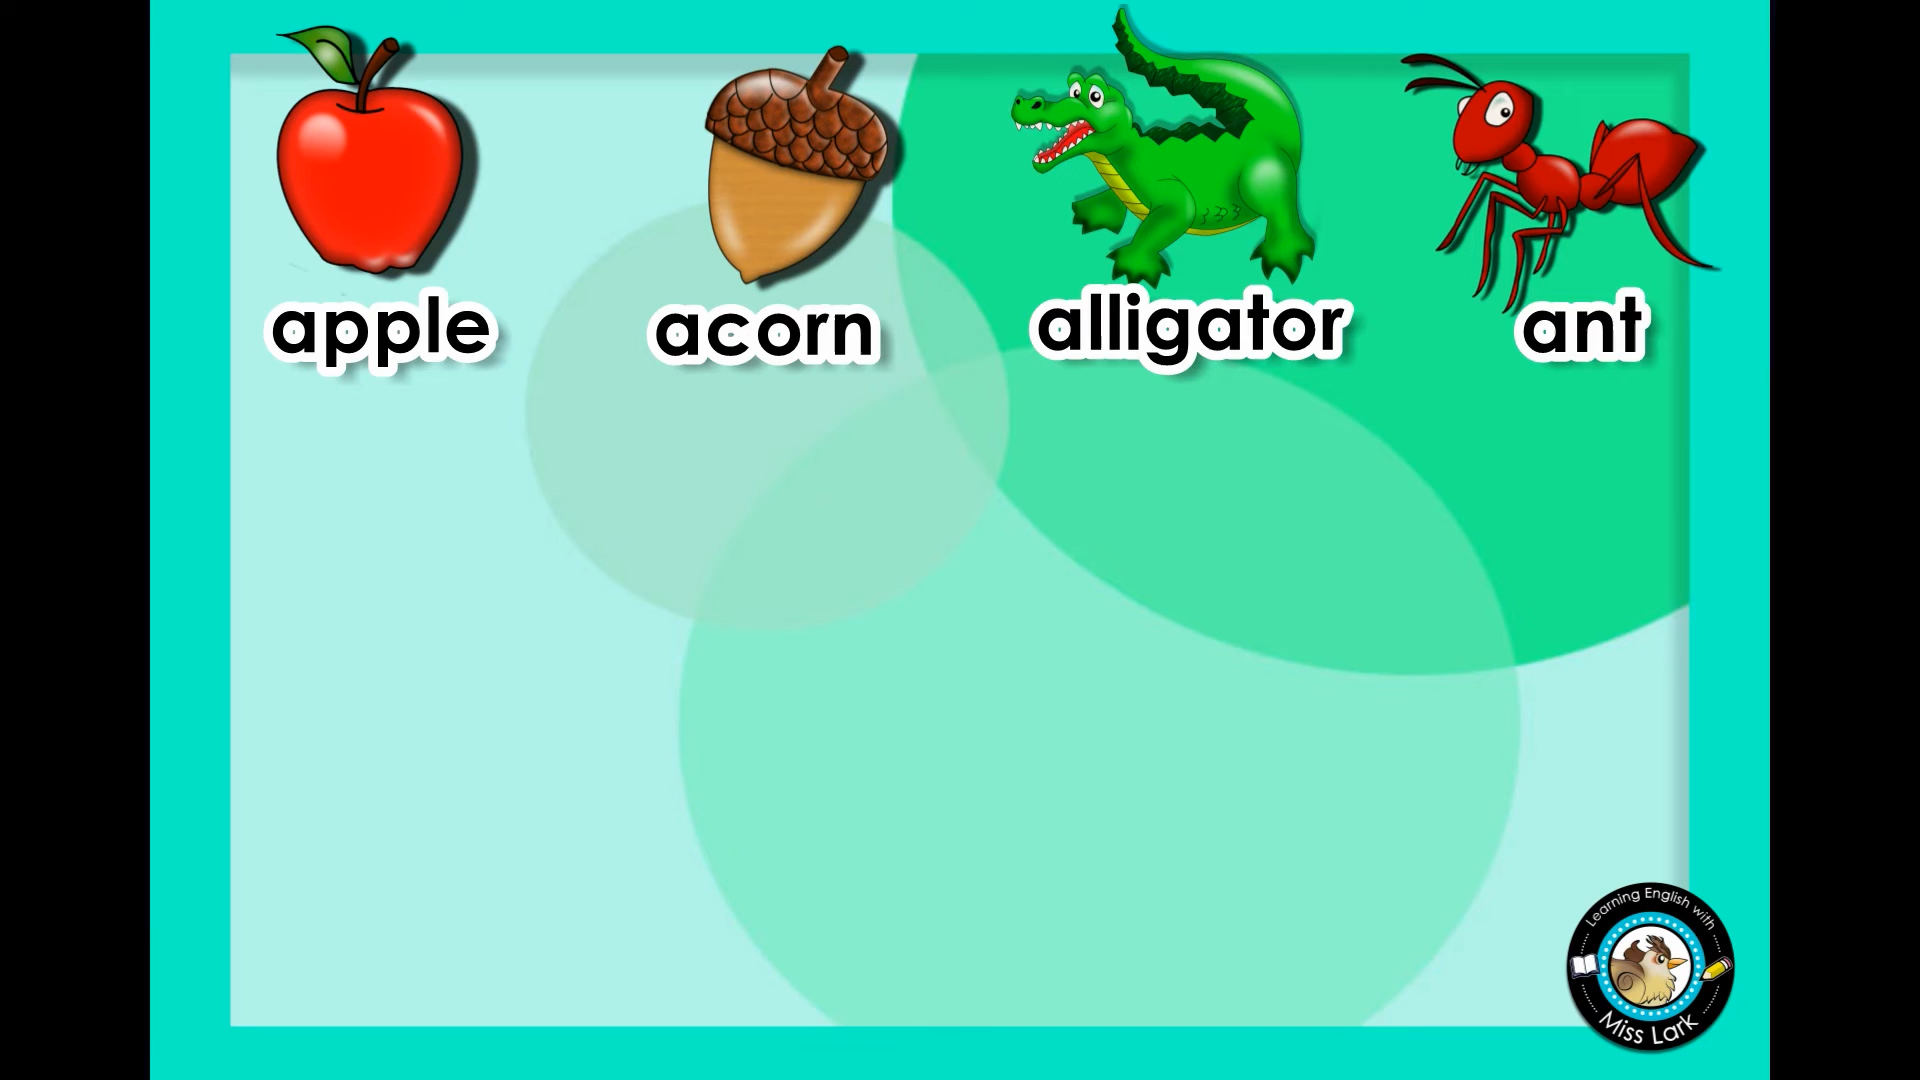 apple
acorn
alligator
ant
Learning English with
Miss Lark